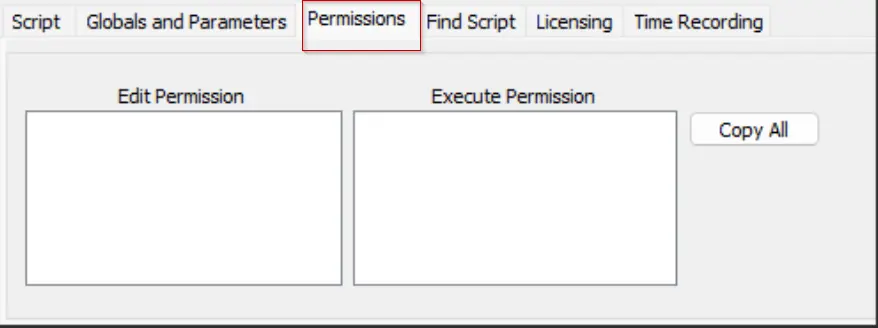 Script Globals and Parameters Permissions Find Script Licensing Time Recording
Edit Permission Execute Permission
Copy All